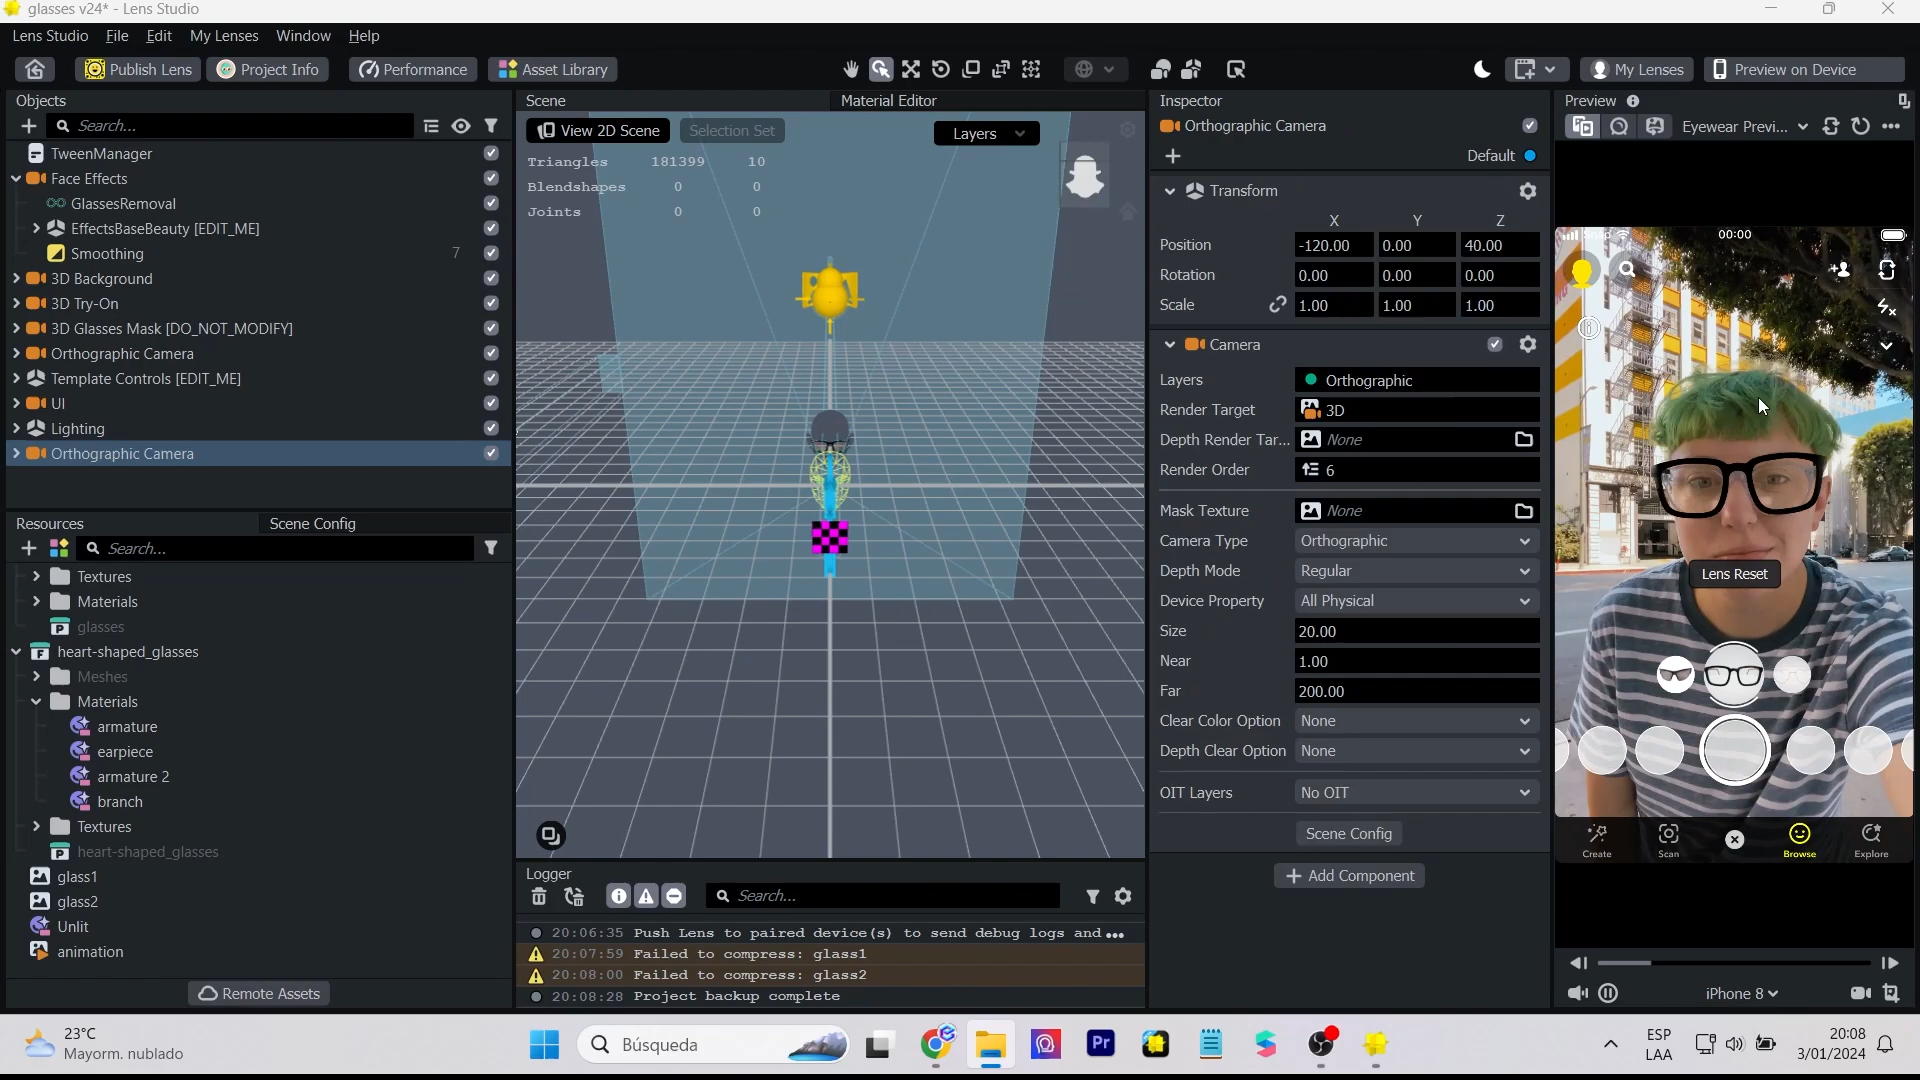 glasses v24* - Lens Studio
Lens Studio File Edit My Lenses Window Help
Publish Lens Project Info Performance Asset Library My Lenses Preview on Device
Objects
Search...
TweenManager
Face Effects
GlassesRemoval
EffectsBaseBeauty [EDIT_ME]
Smoothing 7
3D Background
3D Try-On
3D Glasses Mask [DO_NOT_MODIFY]
Orthographic Camera
Template Controls [EDIT_ME]
UI
Lighting
Orthographic Camera
Resources Scene Config
Search...
Textures
Materials
glasses
heart-shaped_glasses
Meshes
Materials
armature
earpiece
armature 2
branch
Textures
heart-shaped_glasses
glass1
glass2
Unlit
animation
Remote Assets
Scene Material Editor
View 2D Scene Selection Set Layers
Triangles 181399 10
Blendshapes 0 0
Joints 0 0
Logger
Search...
20:06:35 Push Lens to paired device(s) to send debug logs and...
20:07:59 Failed to compress: glass1
20:08:00 Failed to compress: glass2
20:08:28 Project backup complete
Inspector
Orthographic Camera
Default
Transform
X Y Z
Position -120.00 0.00 40.00
Rotation 0.00 0.00 0.00
Scale 1.00 1.00 1.00
Camera
Layers Orthographic
Render Target 3D
Depth Render Tar... None
Render Order 6
Mask Texture None
Camera Type Orthographic
Depth Mode Regular
Device Property All Physical
Size 20.00
Near 1.00
Far 200.00
Clear Color Option None
Depth Clear Option None
OIT Layers No OIT
Scene Config
Add Component
Preview
Eyewear Previ...
00:00
Lens Reset
Create Scan Browse Explore
iPhone 8
23°C
Mayorm. nublado
Búsqueda
Pr
ESP
LAA
20:08
3/01/2024